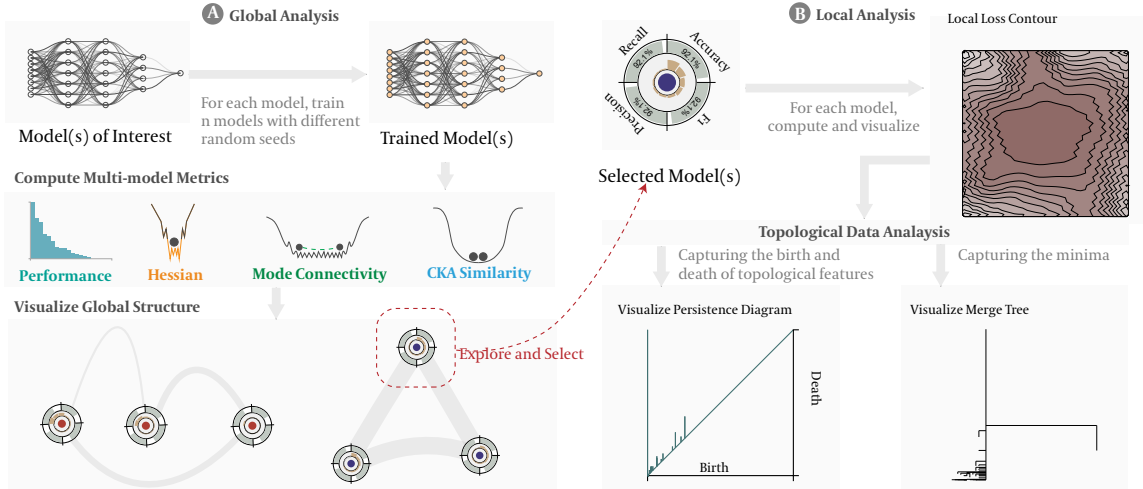 A Global Analysis
For each model, train
n models with different
random seeds
Model(s) of Interest
Trained Model(s)
Compute Multi-model Metrics
Performance
Hessian
Mode Connectivity
CKA Similarity
Visualize Global Structure
Explore and Select
B Local Analysis
Recall
Accuracy
Precision
F1
92.1%
92.1%
92.1%
92.1%
Selected Model(s)
For each model,
compute and visualize
Local Loss Contour
Topological Data Analaysis
Capturing the birth and
death of topological features
Capturing the minima
Visualize Persistence Diagram
Death
Birth
Visualize Merge Tree